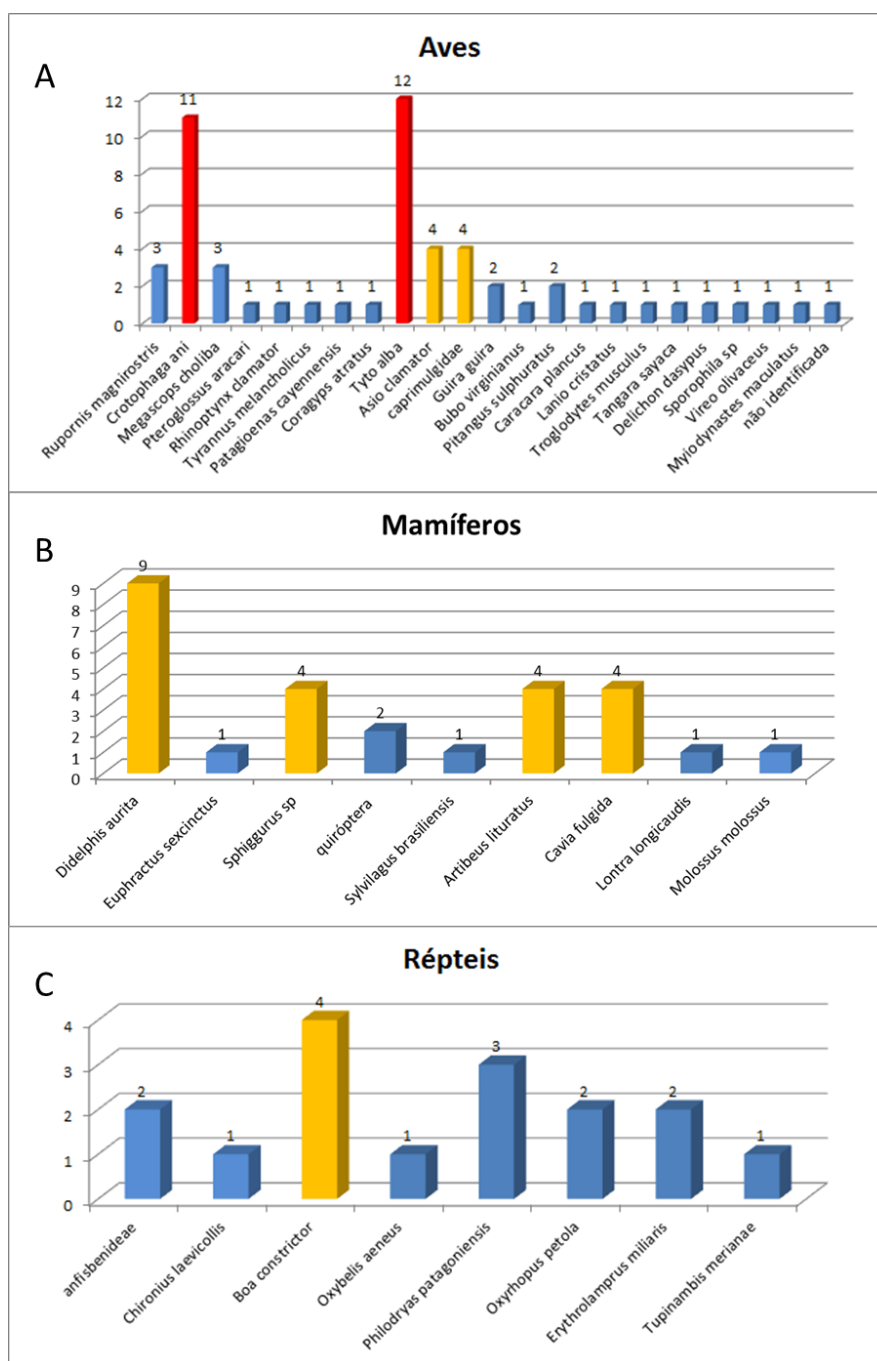 Aves
A
12
10
8
6
4
2
0
3
11
3
1
1
1
1
1
12
4
4
2
1
2
1
1
1
1
1
1
1
1
1
Rupornis magnirostris
Crotophaga ani
Megascops choliba
Pteroglossus aracari
Rhinoptynx clamator
Tyrannus melancholicus
Patagioenas cayennensis
Coragyps atratus
Tyto alba
Asio clamator
caprimulgidae
Guira guira
Bubo virginianus
Pitangus sulphuratus
Caracara plancus
Lanio cristatus
Troglodytes musculus
Tangara sayaca
Delichon dasypus
Sporophila sp
Vireo olivaceus
Myiodynastes maculatus
não identificada
Mamíferos
B
9
8
7
6
5
4
3
2
1
0
9
1
4
2
1
4
4
1
1
Didelphis aurita
Euphractus sexcinctus
Sphiggurus sp
quiróptera
Sylvilagus brasiliensis
Artibeus lituratus
Cavia fulgida
Lontra longicaudis
Molossus molossus
Répteis
C
4
3
2
1
0
2
1
4
1
3
2
2
1
anfisbenideae
Chironius laevicollis
Boa constrictor
Oxybelis aeneus
Philodryas patagoniensis
Oxyrhopus petola
Erythrolamprus miliaris
Tupinambis merianae